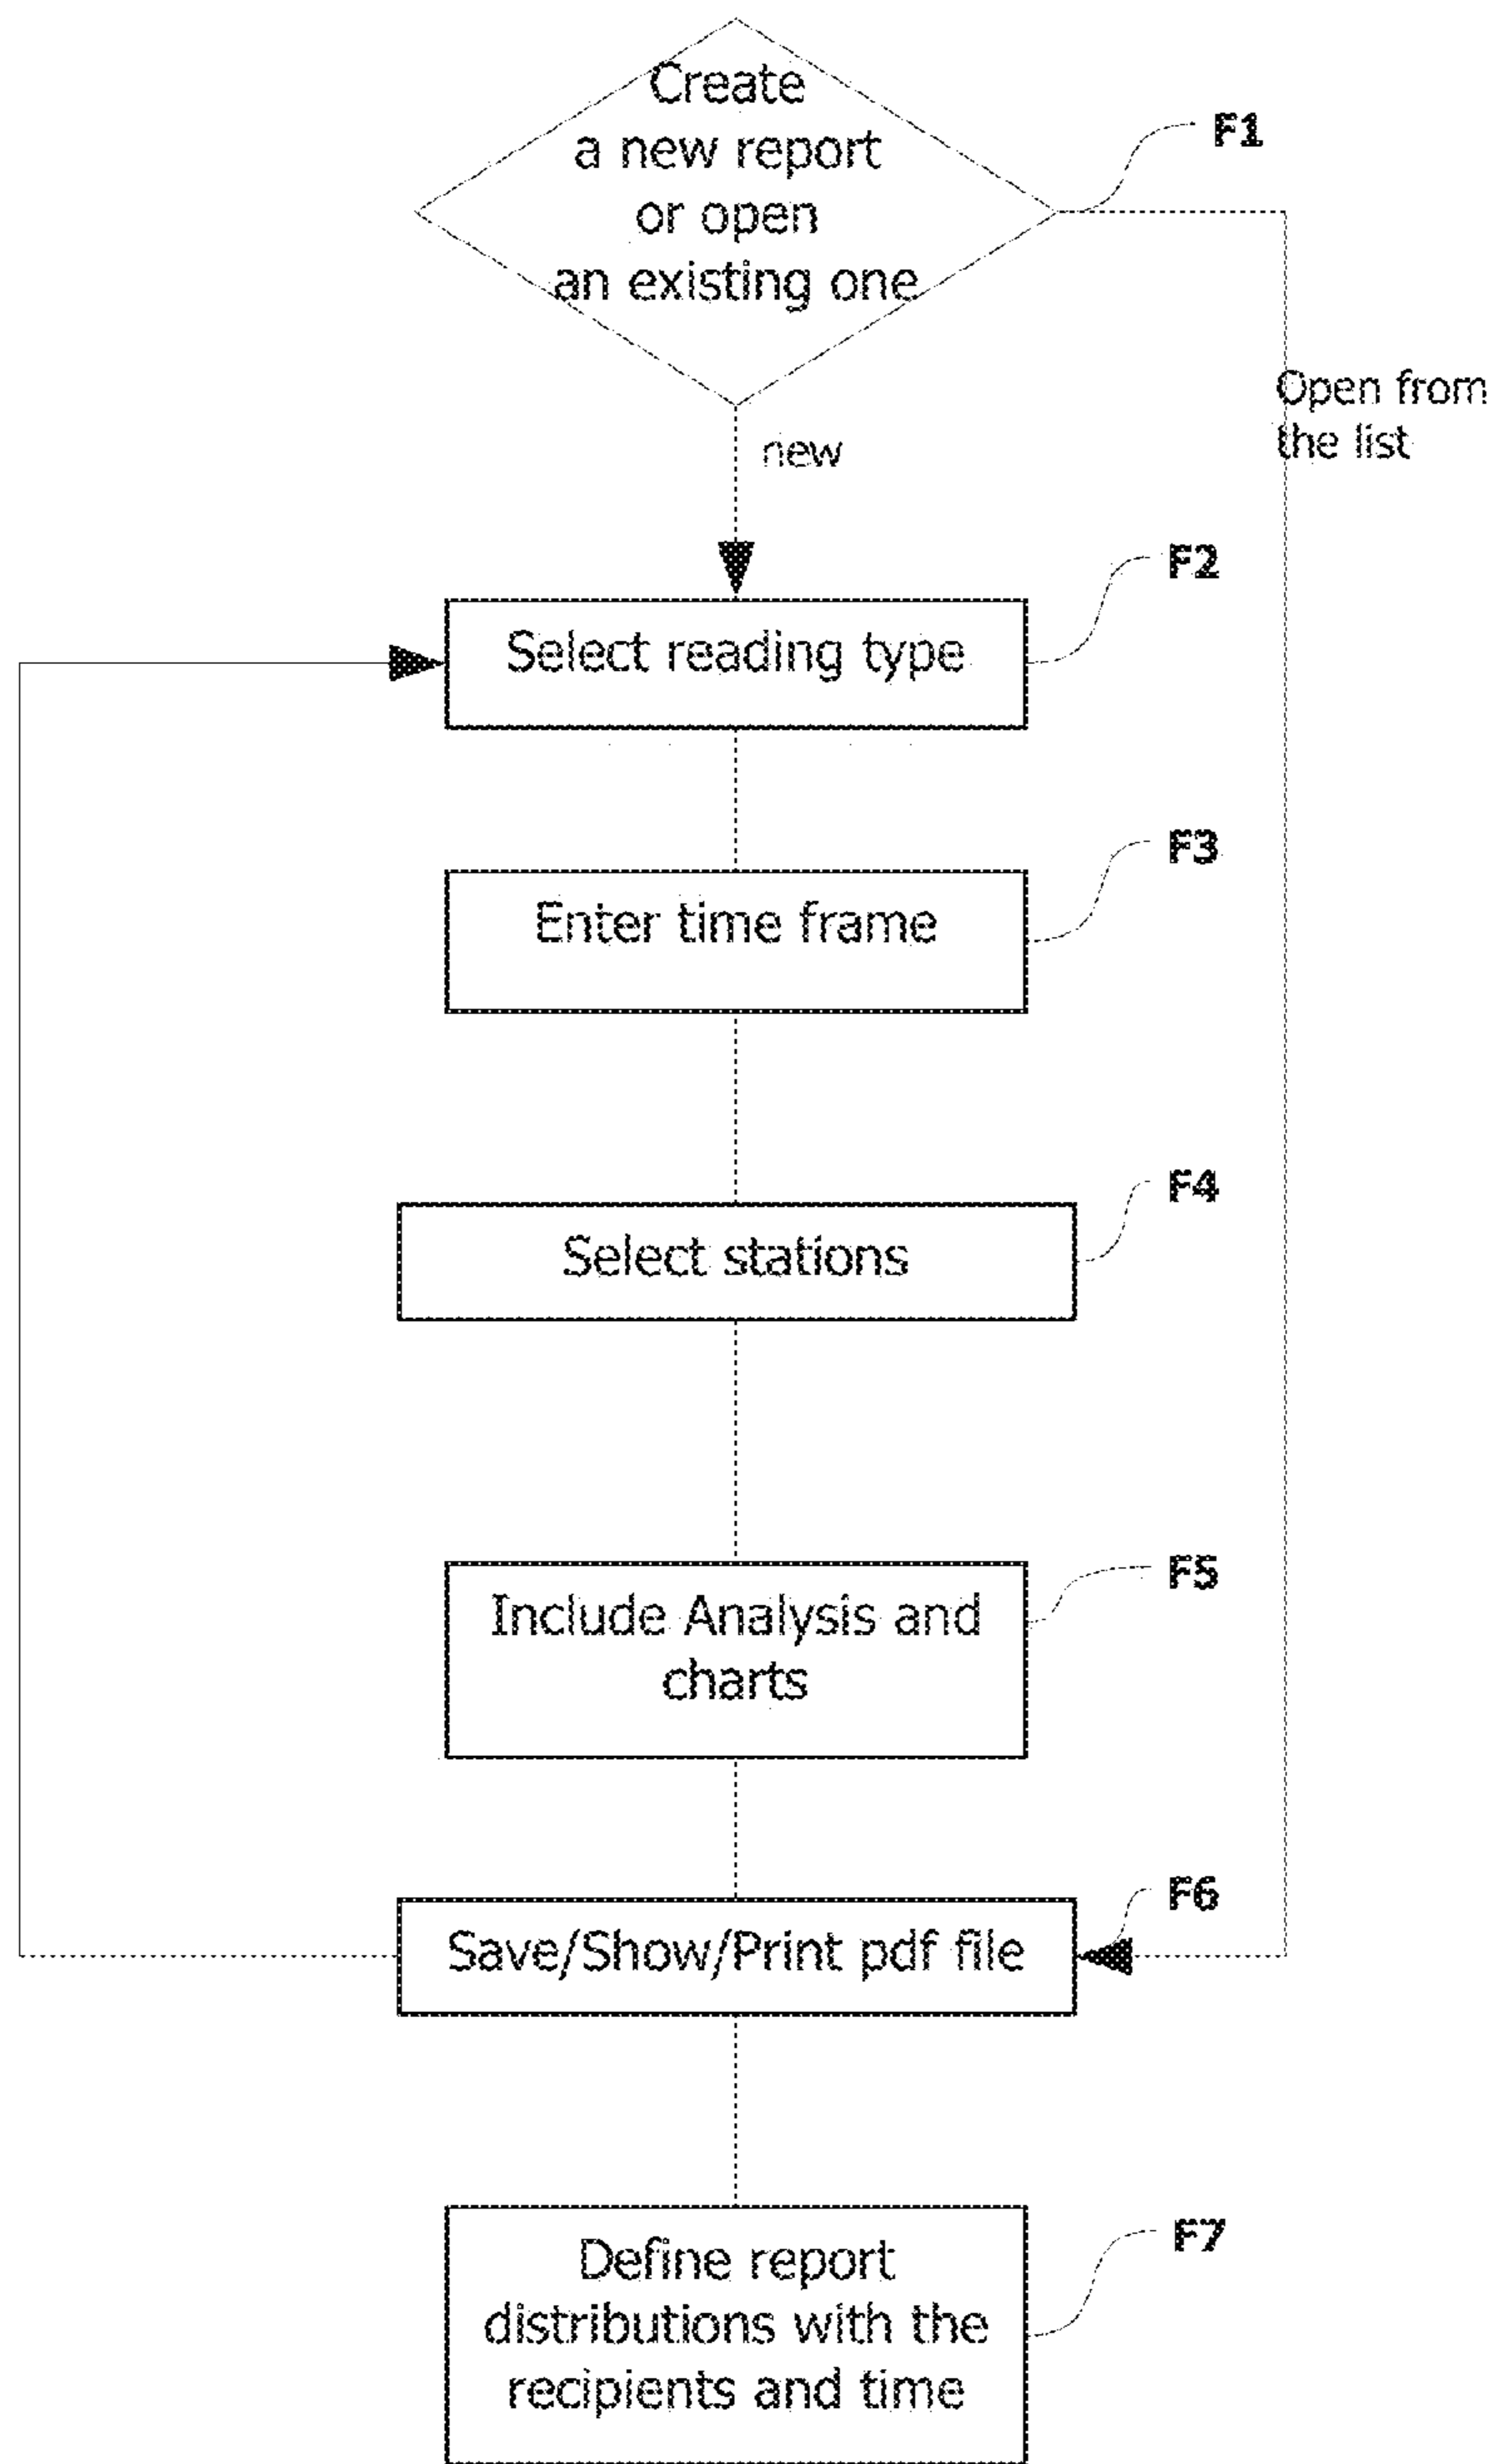 Create
a new report
or open
an existing one
F1
Open from
the list
new
F2
Select reading type
F3
Enter time frame
F4
Select stations
F5
Include Analysis and
charts
F6
Save/Show/Print pdf file
F7
Define report
distributions with the
recipients and time